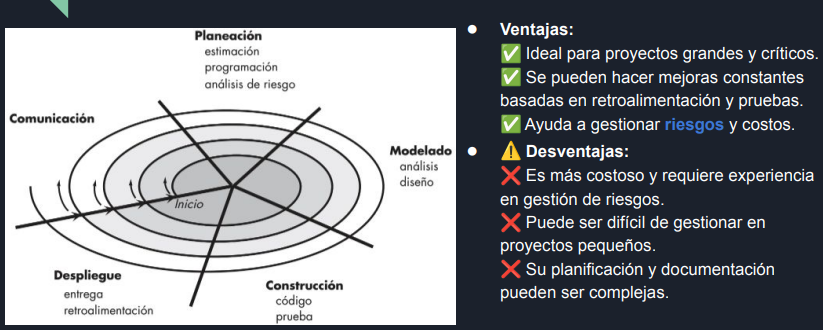 Planeación
estimación
programación
análisis de riesgo
Comunicación
Modelado
análisis
diseño
Inicio
Despliegue
entrega
retroalimentación
Construcción
código
prueba
● Ventajas:
✅ Ideal para proyectos grandes y críticos.
✅ Se pueden hacer mejoras constantes
basadas en retroalimentación y pruebas.
✅ Ayuda a gestionar riesgos y costos.
● ⚠️ Desventajas:
❌ Es más costoso y requiere experiencia
en gestión de riesgos.
❌ Puede ser difícil de gestionar en
proyectos pequeños.
❌ Su planificación y documentación
pueden ser complejas.